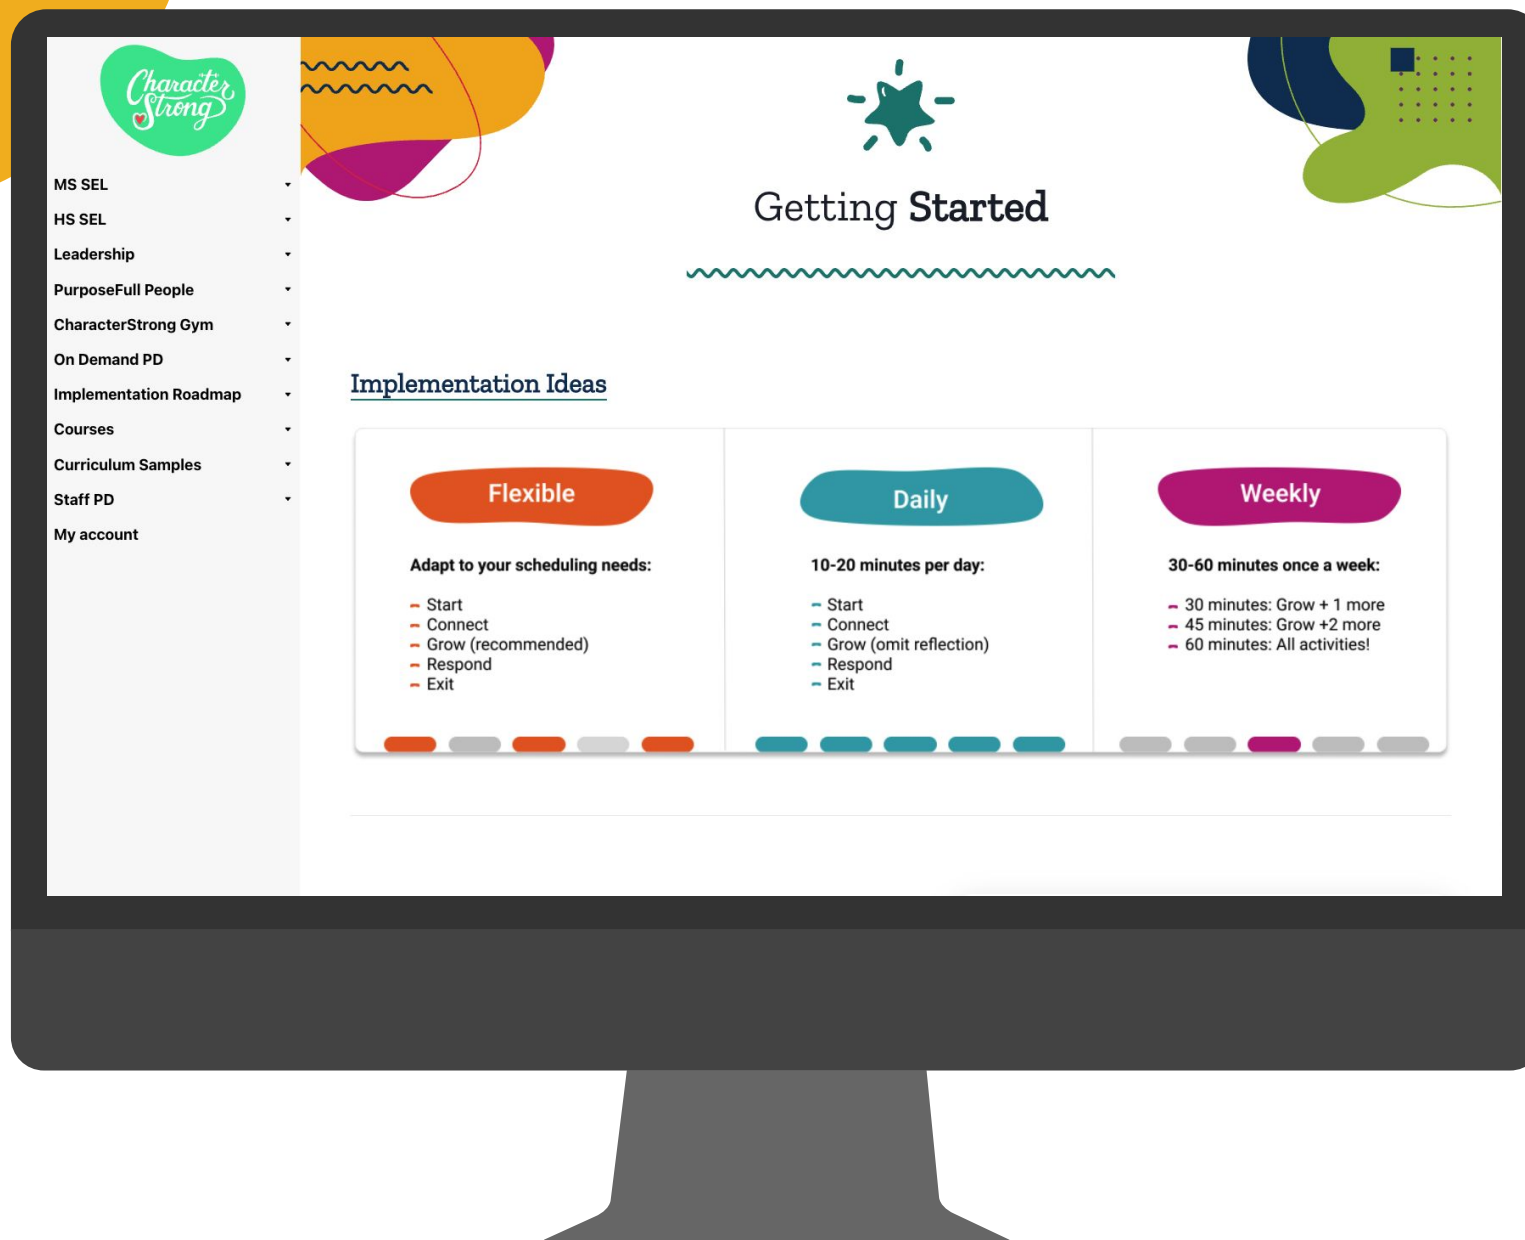 Character
Strong
MS SEL
HS SEL
Leadership
PurposeFull People
CharacterStrong Gym
On Demand PD
Implementation Roadmap
Courses
Curriculum Samples
Staff PD
My account
Getting Started
Implementation Ideas
Flexible
Adapt to your scheduling needs:
Start
Connect
Grow (recommended)
Respond
Exit
Daily
10-20 minutes per day:
Start
Connect
Grow (omit reflection)
Respond
Exit
Weekly
30-60 minutes once a week:
30 minutes: Grow + 1 more
45 minutes: Grow +2 more
60 minutes: All activities!